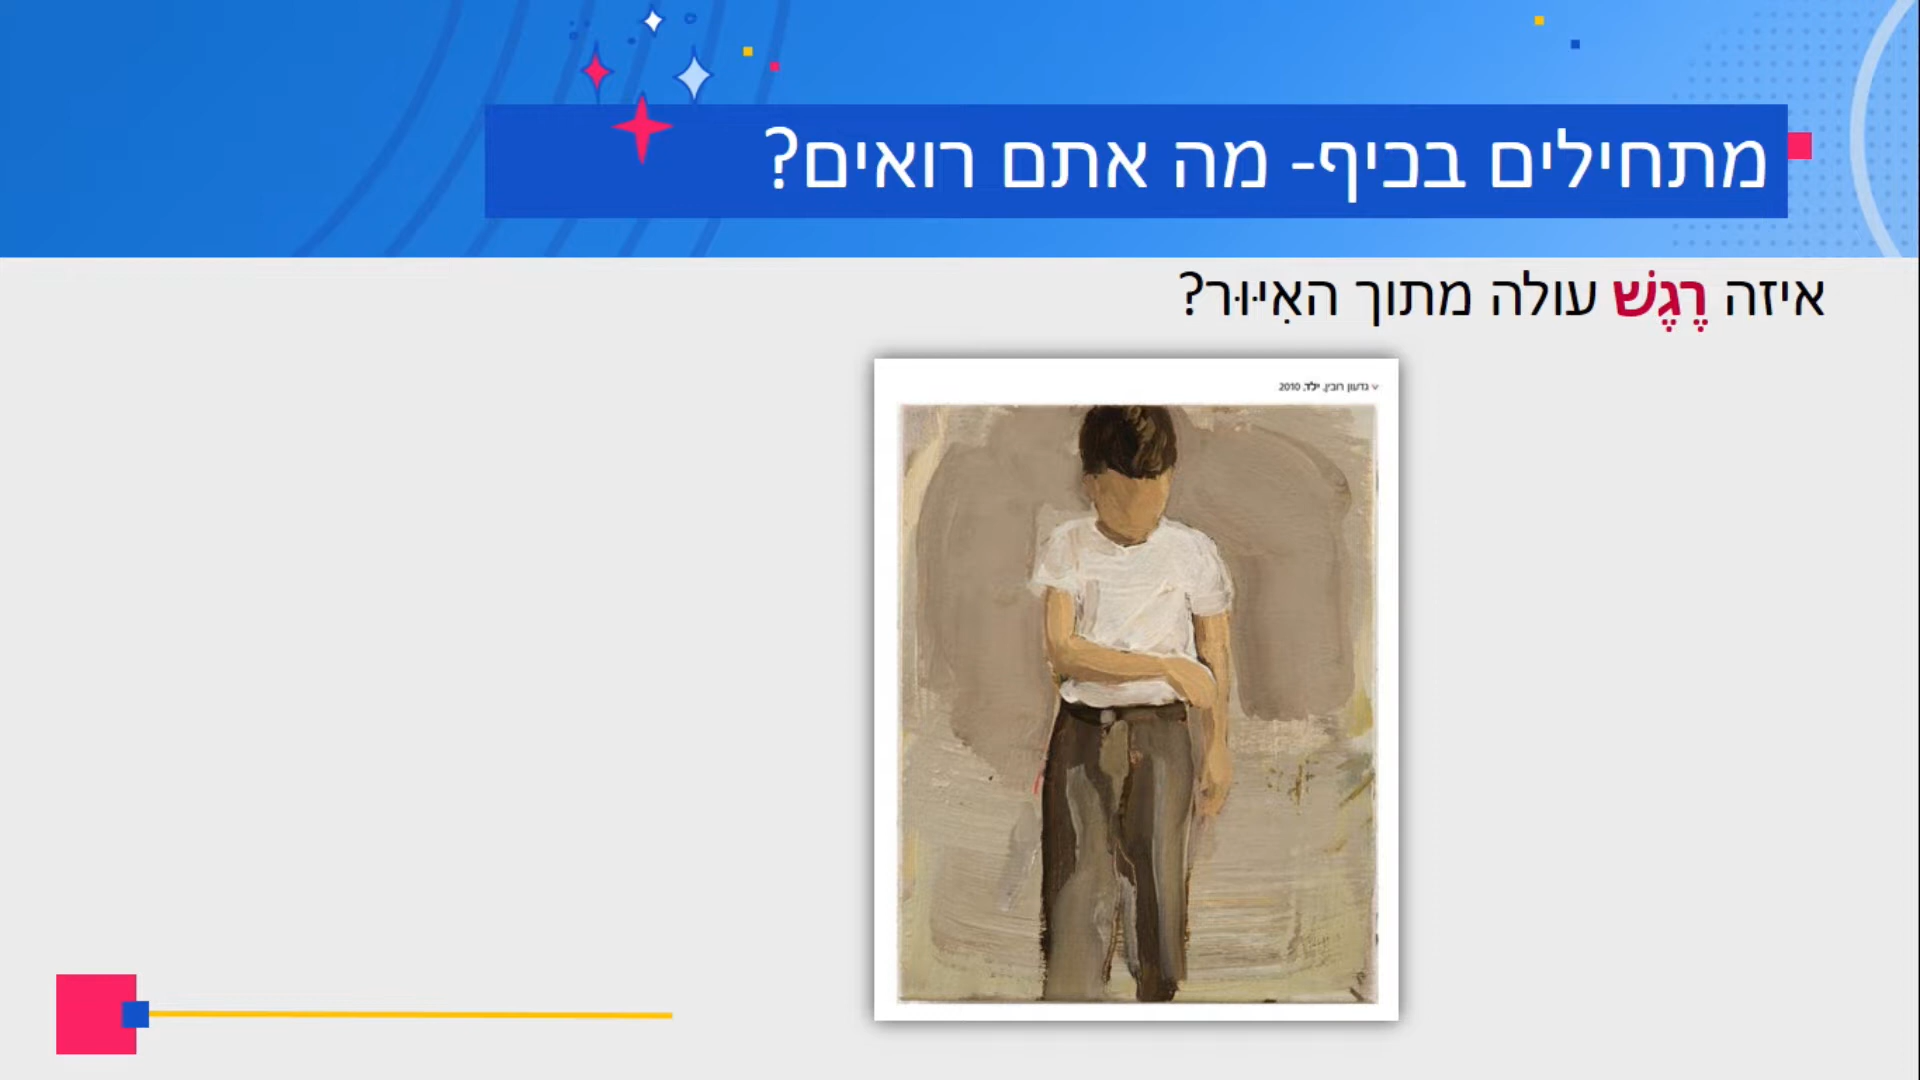 מתחילים בכיף- מה אתם רואים?
איזה רֶגֶשׁ עולה מתוך האִיּוּר?
גדעון רובין, ילד, 2010